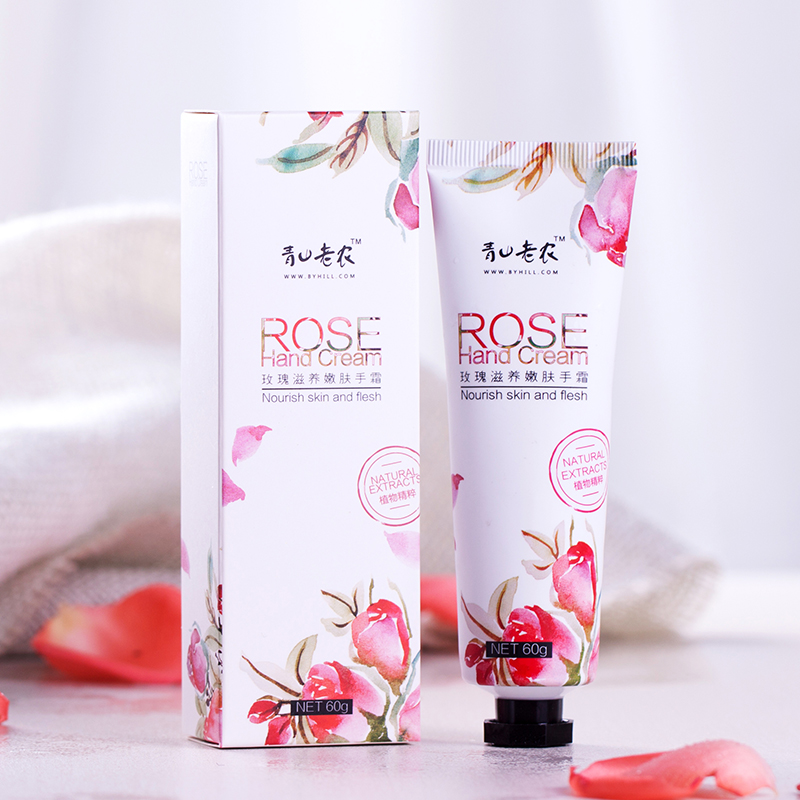 ROSE
青山老农™
WWW.BYHILL.COM
ROSE
Hand Cream
玫瑰滋养嫩肤手霜
Nourish skin and flesh
NATURAL
EXTRACTS
植物精粹
NET 60g
青山老农™
WWW.BYHILL.COM
ROSE
Hand Cream
玫瑰滋养嫩肤手霜
Nourish skin and flesh
NATURAL
EXTRACTS
植物精粹
NET 60g